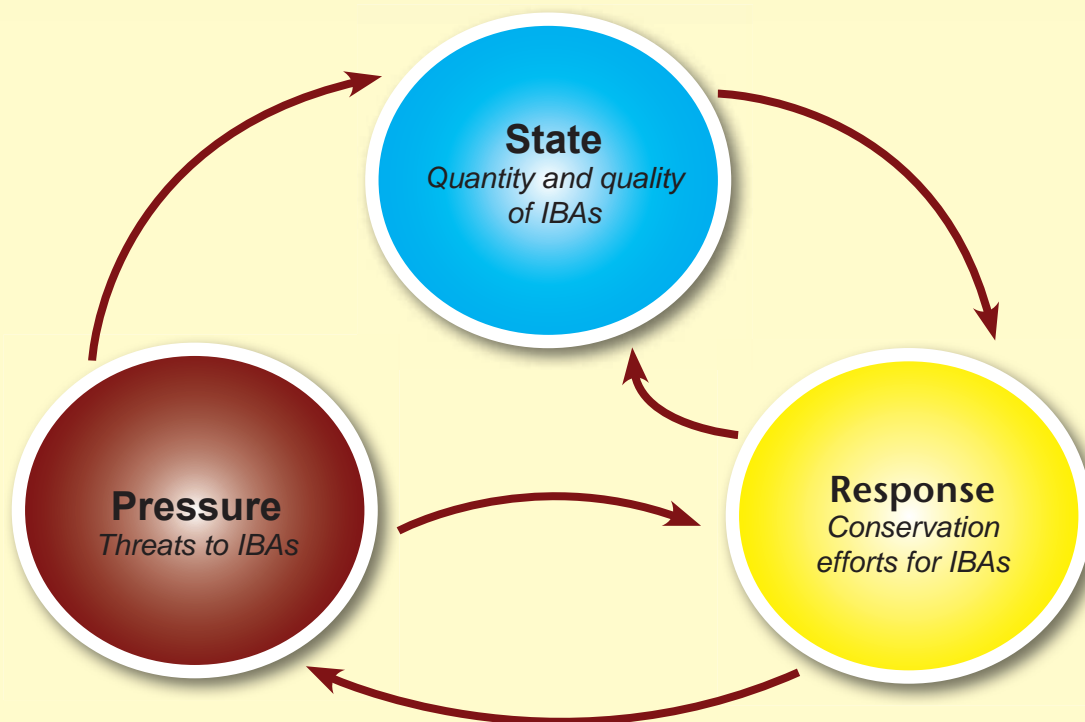 State
Quantity and quality
of IBAs
Pressure
Threats to IBAs
Response
Conservation
efforts for IBAs